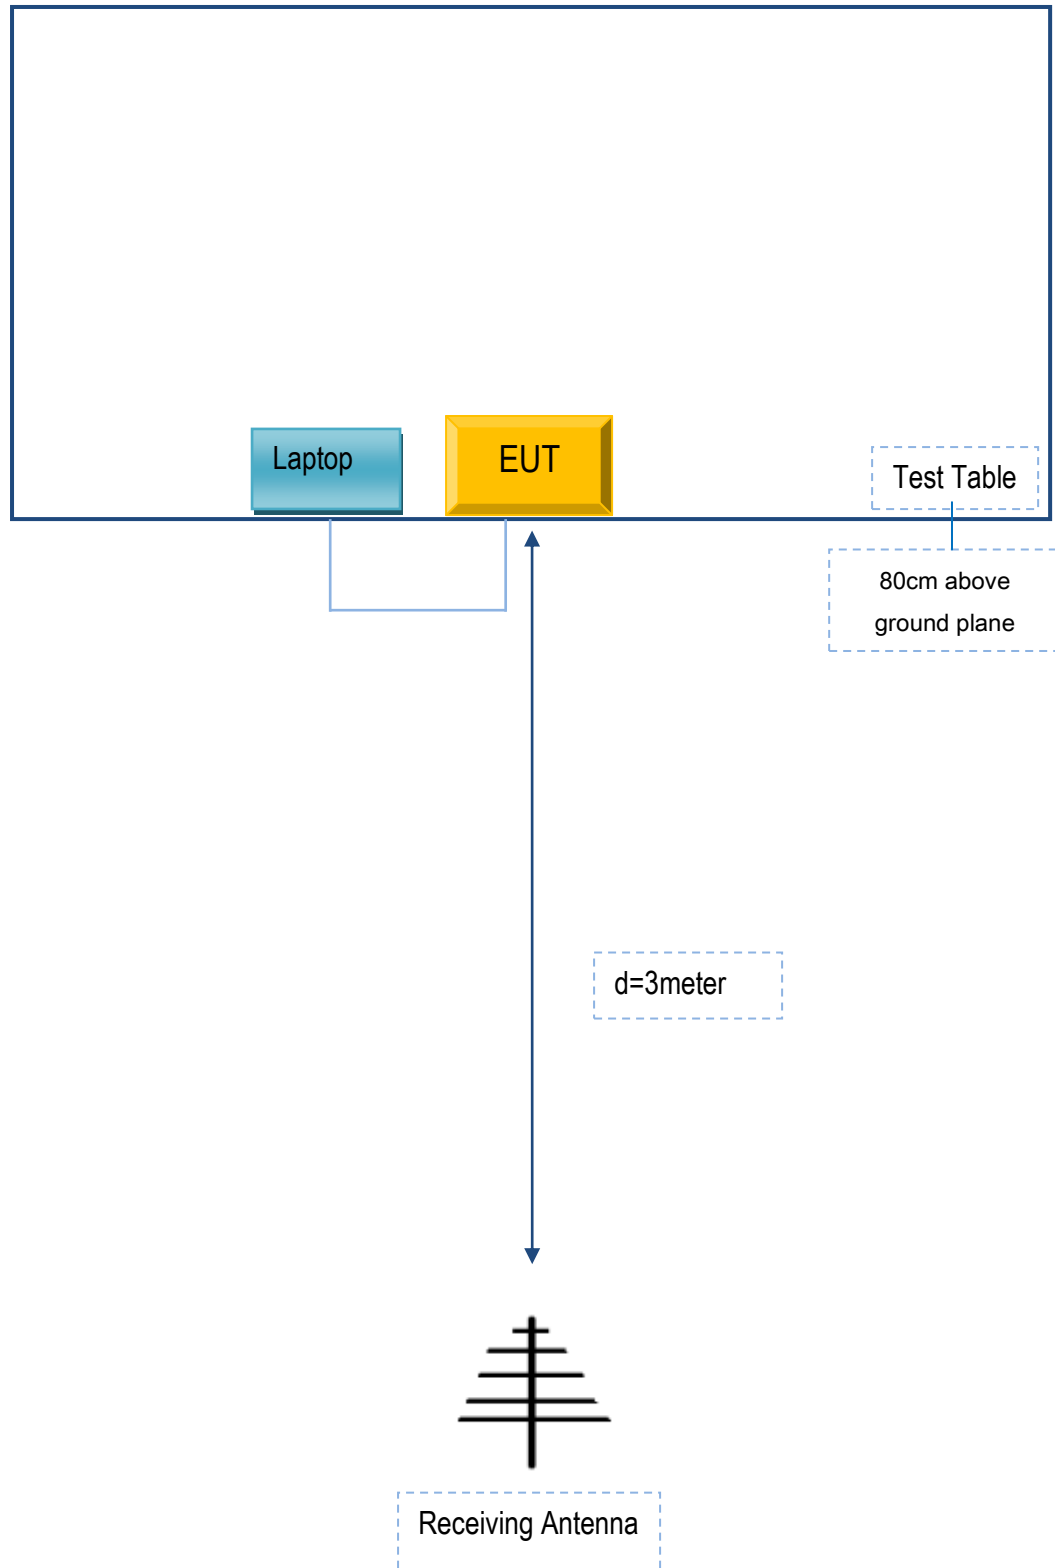 Laptop
EUT
Test Table
80cm above
ground plane
d=3meter
Receiving Antenna